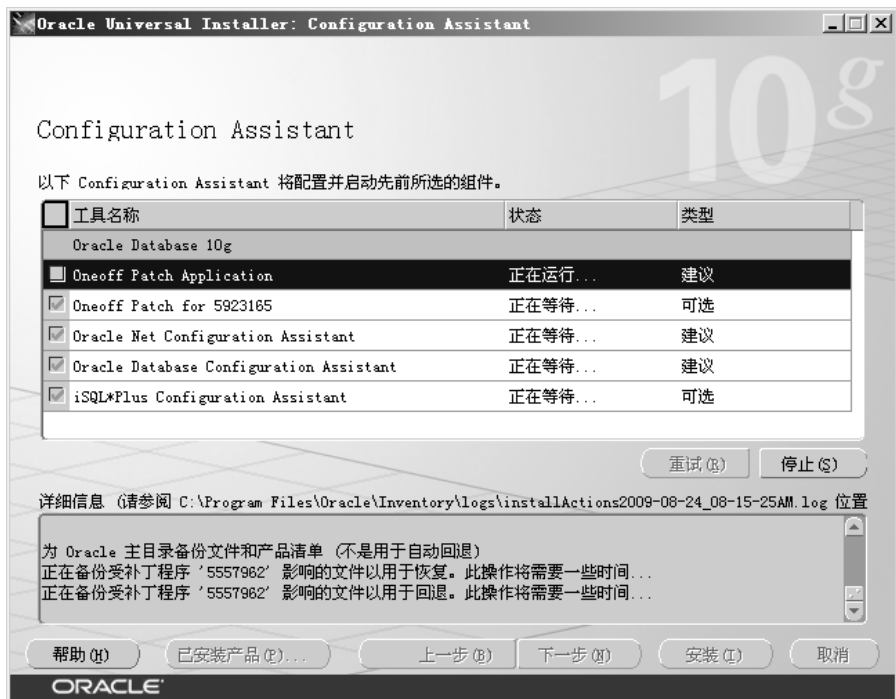 Oracle Universal Installer: Configuration Assistant
10g
Configuration Assistant
以下 Configuration Assistant 将配置并启动先前所选的组件。
工具名称 状态 类型
Oracle Database 10g
Oneoff Patch Application 正在运行... 建议
Oneoff Patch for 5923165 正在等待... 可选
Oracle Net Configuration Assistant 正在等待... 建议
Oracle Database Configuration Assistant 正在等待... 建议
iSQL*Plus Configuration Assistant 正在等待... 可选
重试(R) 停止(S)
详细信息 (请参阅 C:\Program Files\Oracle\Inventory\logs\installActions2009-08-24_08-15-25AM.log 位置
为 Oracle 主目录备份文件和产品清单 (不是用于自动回退)
正在备份受补丁程序 '5557962' 影响的文件以用于恢复。此操作将需要一些时间...
正在备份受补丁程序 '5557962' 影响的文件以用于回退。此操作将需要一些时间...
帮助(H) 已安装产品(P)... 上一步(B) 下一步(N) 安装(I) 取消
ORACLE